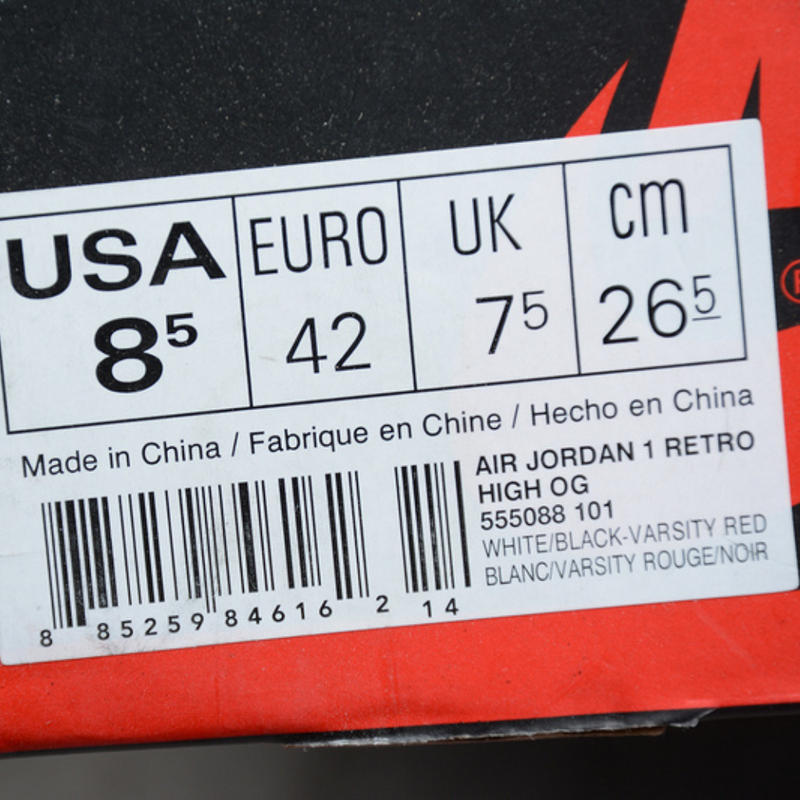 USA EURO UK cm
8⁵ 42 7⁵ 26⁵
Made in China / Fabrique en Chine / Hecho en China
AIR JORDAN 1 RETRO
HIGH OG
555088 101
WHITE/BLACK-VARSITY RED
BLANC/VARSITY ROUGE/NOIR
8 85259 84616 2 14
®